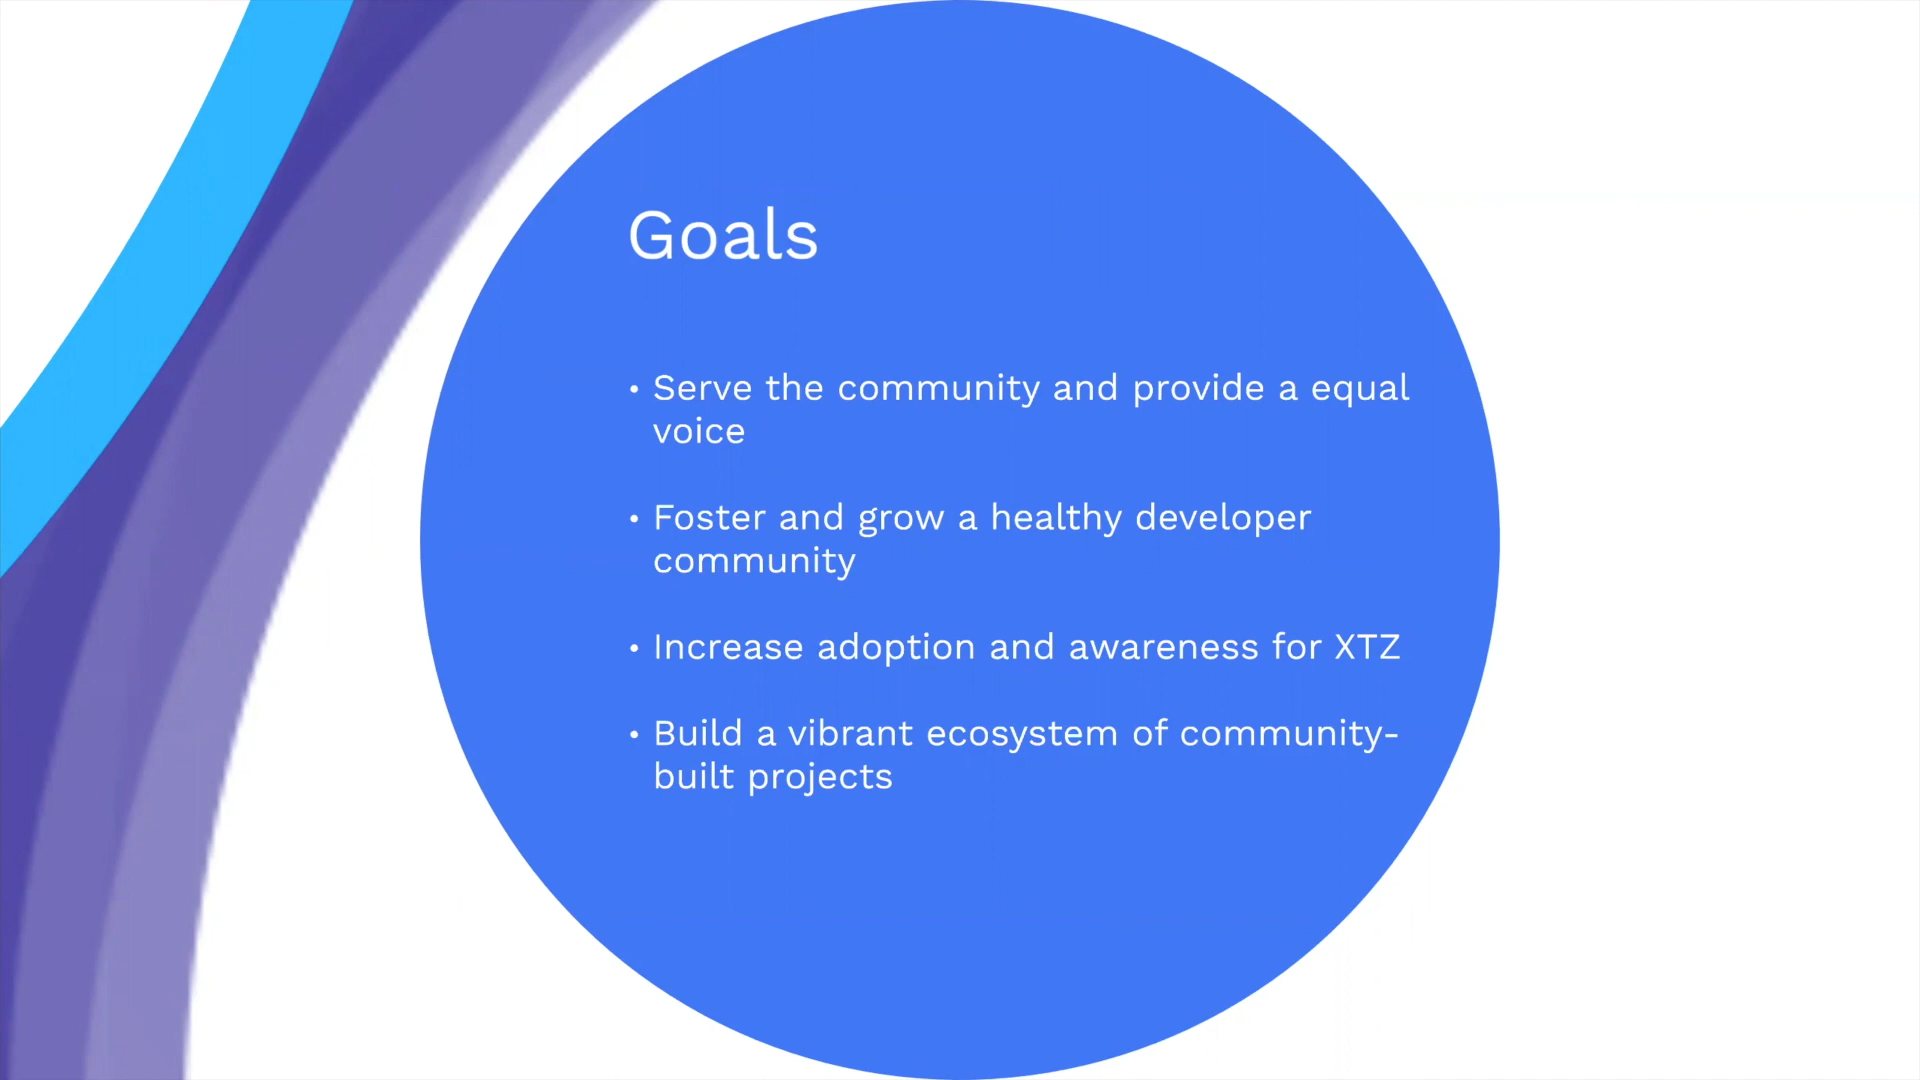 Goals
• Serve the community and provide a equal
voice
• Foster and grow a healthy developer
community
• Increase adoption and awareness for XTZ
• Build a vibrant ecosystem of community-
built projects